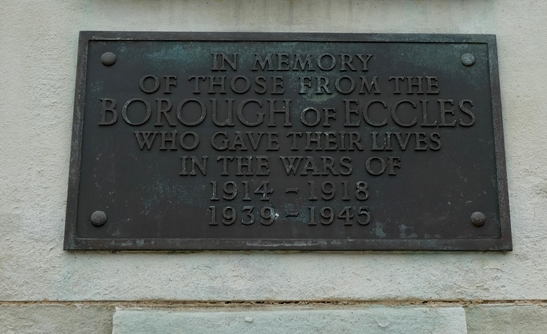 IN MEMORY
OF THOSE FROM THE
BOROUGH OF ECCLES
WHO GAVE THEIR LIVES
IN THE WARS OF
1914 - 1918
1939 - 1945